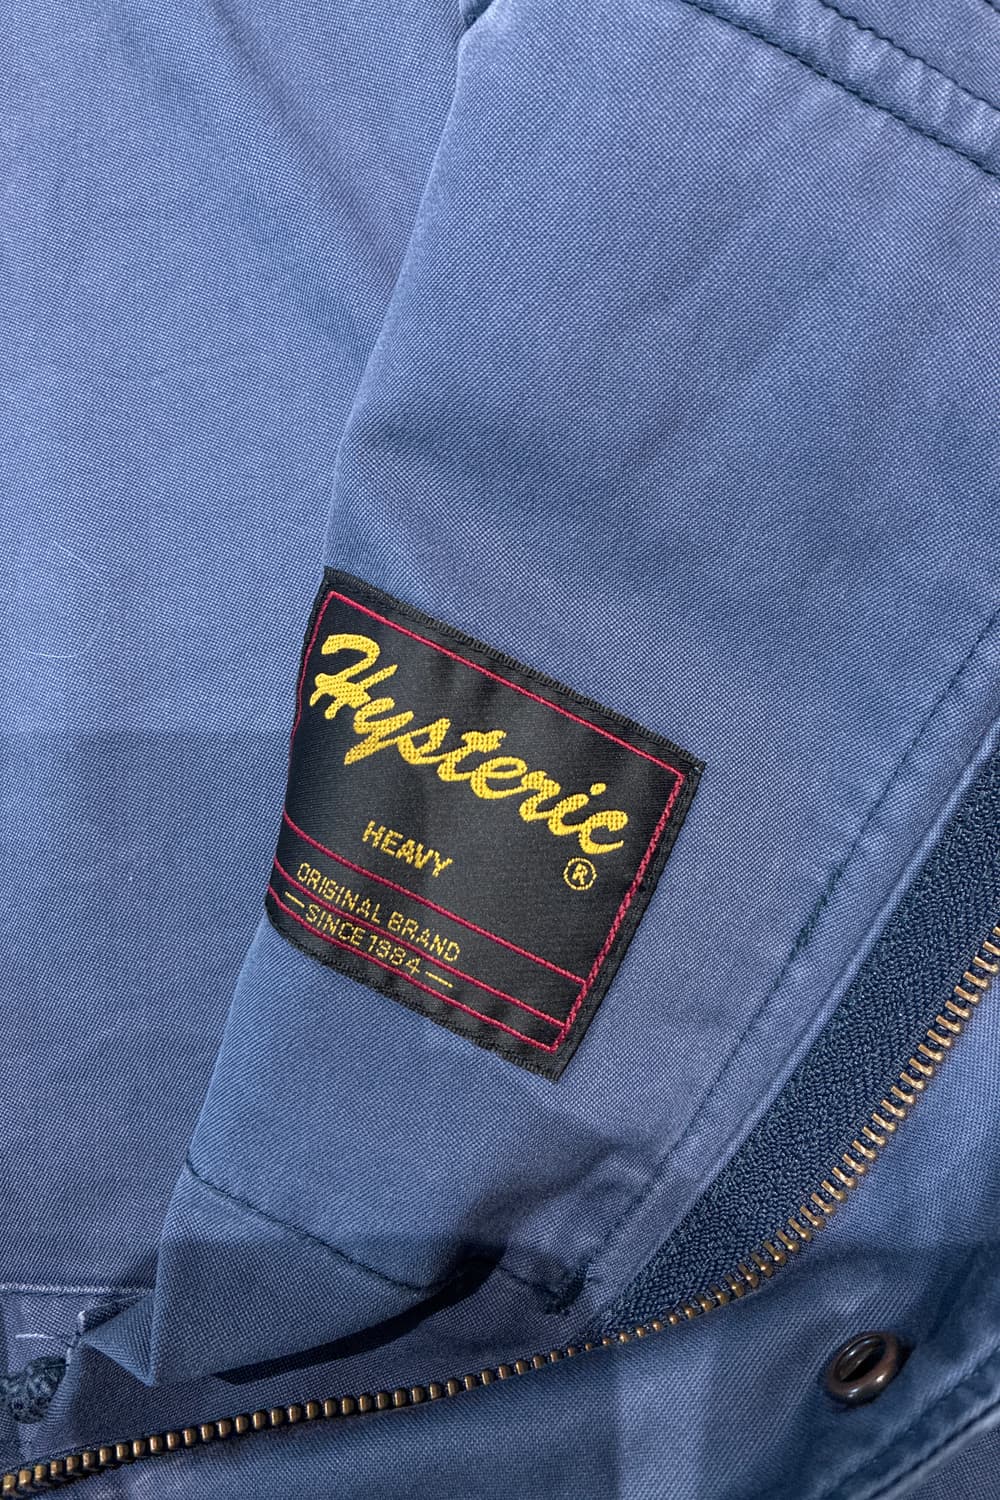 Hysteric
HEAVY
®
ORIGINAL BRAND
— SINCE 1984 —